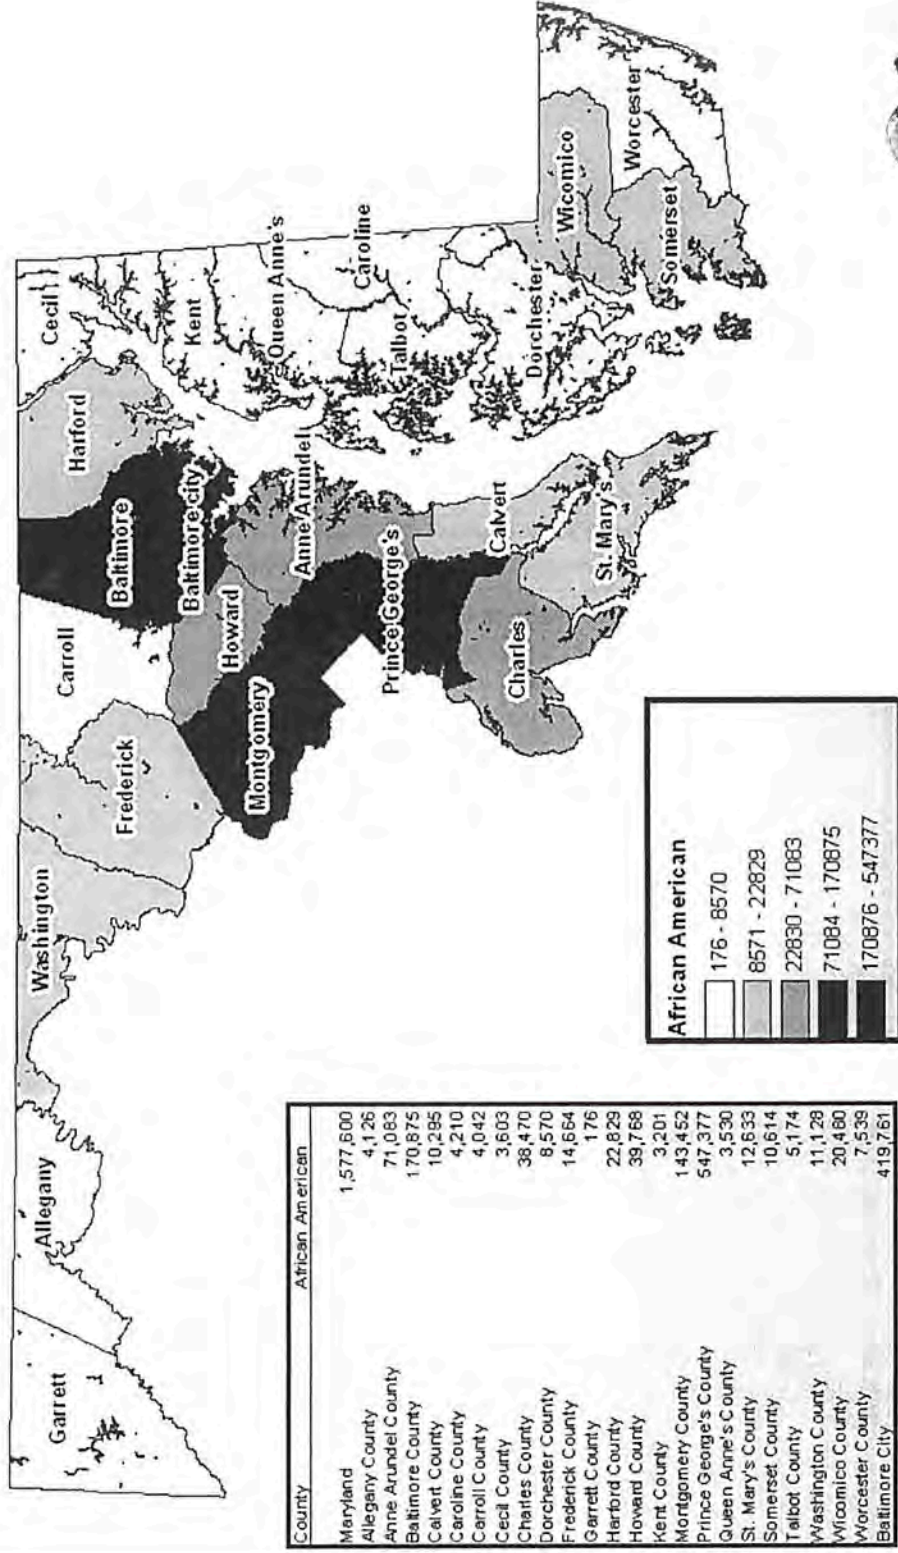 Garrett
Allegany
Washington
Frederick
Carroll
Baltimore
Baltimore city
Harford
Cecil
Howard
Montgomery
Anne Arundel
Prince George's
Kent
Queen Anne's
Caroline
Talbot
Calvert
Charles
St. Mary's
Dorchester
Wicomico
Worcester
Somerset
County African American
Maryland 1,577,600
Allegany County 4,126
Anne Arundel County 71,083
Baltimore County 170,875
Calvert County 10,295
Caroline County 4,210
Carroll County 4,042
Cecil County 3,603
Charles County 38,470
Dorchester County 8,570
Frederick County 14,664
Garrett County 176
Harford County 22,829
Howard County 39,768
Kent County 3,201
Montgomery County 143,452
Prince George's County 547,377
Queen Anne's County 3,530
St. Mary's County 12,633
Somerset County 10,614
Talbot County 5,174
Washington County 11,128
Wicomico County 20,480
Worcester County 7,539
Baltimore City 419,761
African American
176 - 8570
8571 - 22829
22830 - 71083
71084 - 170875
170876 - 547377